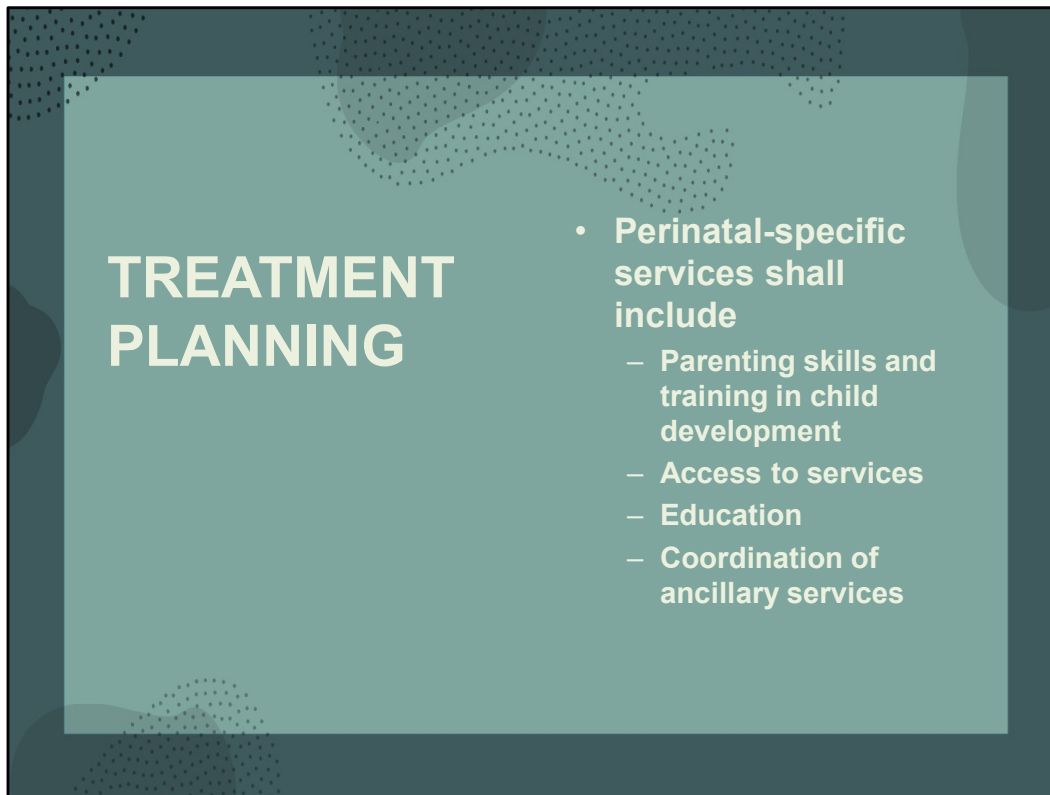 TREATMENT
PLANNING
• Perinatal-specific
services shall
include
– Parenting skills and
training in child
development
– Access to services
– Education
– Coordination of
ancillary services